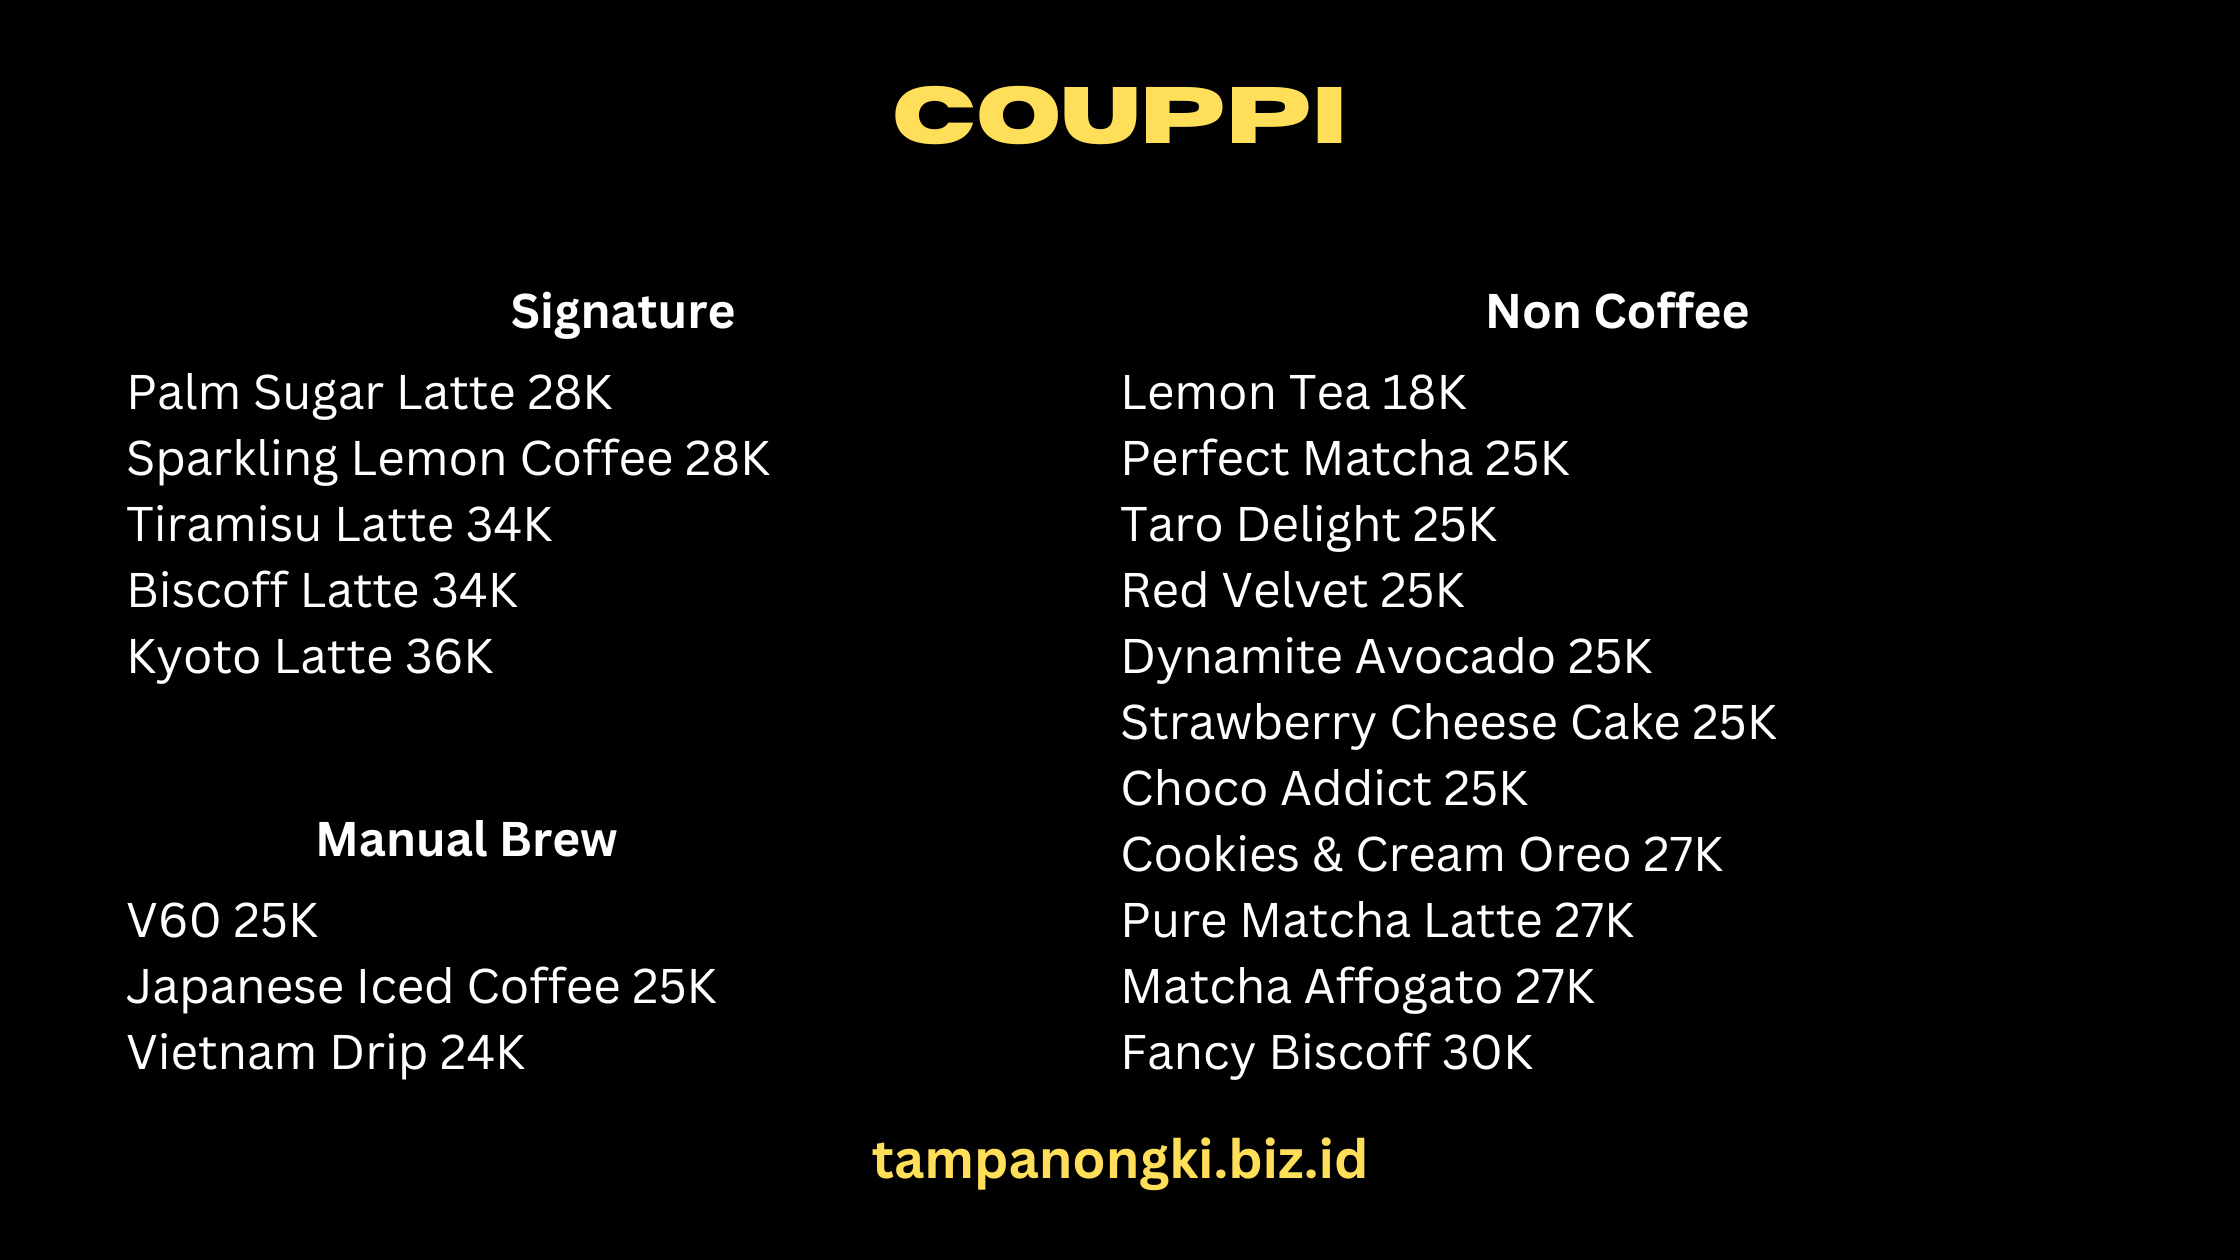 COUPPI
Signature
Palm Sugar Latte 28K
Sparkling Lemon Coffee 28K
Tiramisu Latte 34K
Biscoff Latte 34K
Kyoto Latte 36K
Manual Brew
V60 25K
Japanese Iced Coffee 25K
Vietnam Drip 24K
Non Coffee
Lemon Tea 18K
Perfect Matcha 25K
Taro Delight 25K
Red Velvet 25K
Dynamite Avocado 25K
Strawberry Cheese Cake 25K
Choco Addict 25K
Cookies & Cream Oreo 27K
Pure Matcha Latte 27K
Matcha Affogato 27K
Fancy Biscoff 30K
tampanongki.biz.id